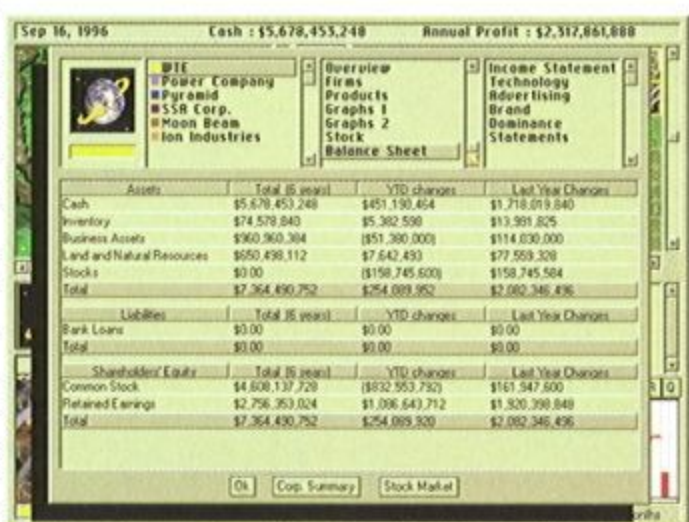 Sep 16, 1996 Cash : $5,678,453,248 Annual Profit : $2,317,861,888
WTE Overview Income Statement
Power Company Firms Technology
Pyramid Products Advertising
SSA Corp. Graphs 1 Brand
Moon Beam Graphs 2 Dominance
Ion Industries Stock Statements
Balance Sheet
Assets Total (6 years) YTD changes Last Year Changes
Cash $5,678,453,248 $451,190,464 $1,718,019,840
Inventory $74,578,840 $5,382,598 $13,991,825
Business Assets $960,960,384 ($51,380,000) $114,030,000
Land and Natural Resources $650,498,112 $7,642,493 $77,559,328
Stocks $0.00 ($158,745,600) $158,745,584
Total $7,364,490,752 $254,089,952 $2,082,346,496
Liabilities Total (6 years) YTD changes Last Year Changes
Bank Loans $0.00 $0.00 $0.00
Total $0.00 $0.00 $0.00
Shareholders' Equity Total (6 years) YTD changes Last Year Changes
Common Stock $4,608,137,728 ($832,553,792) $161,947,600
Retained Earnings $2,756,353,024 $1,086,643,712 $1,920,398,848
Total $7,364,490,752 $254,089,920 $2,082,346,496
R Q
Ok Corp. Summary Stock Market